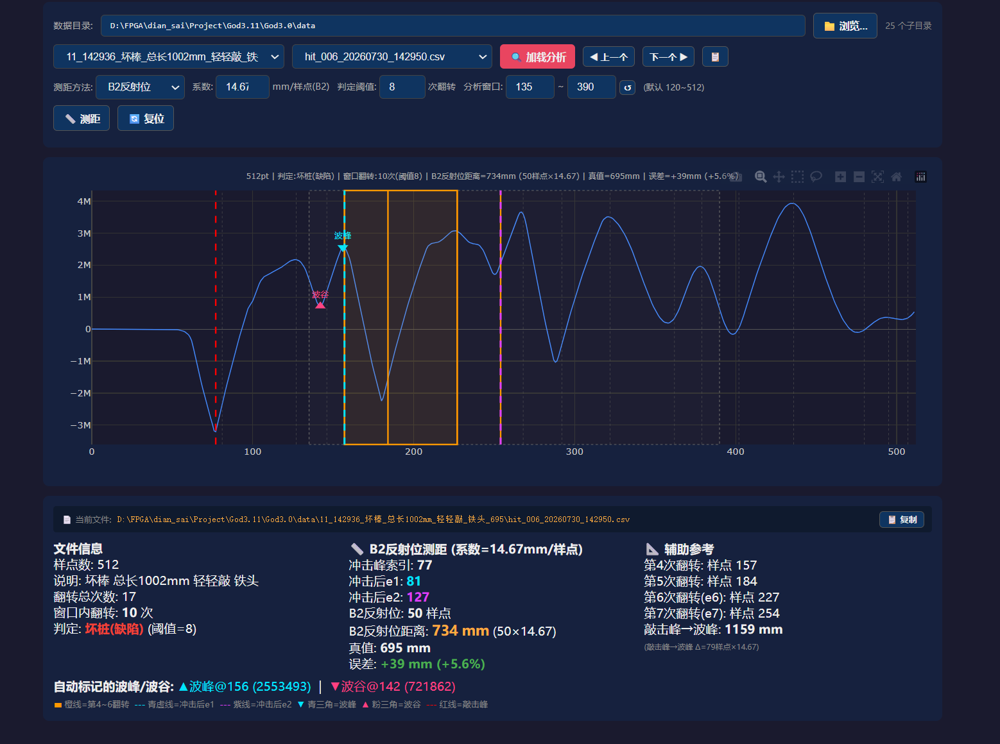 数据目录: D:\FPGA\dian_sai\Project\God3.11\God3.0\data 浏览... 25 个子目录
11_142936_坏棒_总长1002mm_轻轻敲_铁 hit_006_20260730_142950.csv 加载分析 ◀上一个 下一个▶
测距方法: B2反射位 系数: 14.67 mm/样点(B2) 判定阈值: 8 次翻转 分析窗口: 135 ~ 390 ↺ (默认 120~512)
测距 复位
512pt | 判定:坏桩(缺陷) | 窗口翻转:10次(阈值8) | B2反射位距离=734mm (50样点×14.67) | 真值=695mm | 误差=+39mm (+5.6%)
4M
3M
波峰
2M
1M
波谷
0
−1M
−2M
−3M
0 100 200 300 400 500
当前文件: D:\FPGA\dian_sai\Project\God3.11\God3.0\data\11_142936_坏棒_总长1002mm_轻轻敲_铁头_695\hit_006_20260730_142950.csv 复制
文件信息
样点数: 512
说明: 坏棒 总长1002mm 轻轻敲 铁头
翻转总次数: 17
窗口内翻转: 10 次
判定: 坏桩(缺陷) (阈值=8)
B2反射位测距 (系数=14.67mm/样点)
冲击峰索引: 77
冲击后e1: 81
冲击后e2: 127
B2反射位: 50 样点
B2反射位距离: 734 mm (50×14.67)
真值: 695 mm
误差: +39 mm (+5.6%)
辅助参考
第4次翻转: 样点 157
第5次翻转: 样点 184
第6次翻转(e6): 样点 227
第7次翻转(e7): 样点 254
敲击峰→波峰: 1159 mm
(敲击峰→波峰 Δ=79样点×14.67)
自动标记的波峰/波谷: ▲波峰@156 (2553493) | ▼波谷@142 (721862)
橙线=第4~6翻转 --- 青虚线=冲击后e1 --- 紫线=冲击后e2 ▼青三角=波峰 ▲粉三角=波谷 --- 红线=敲击峰